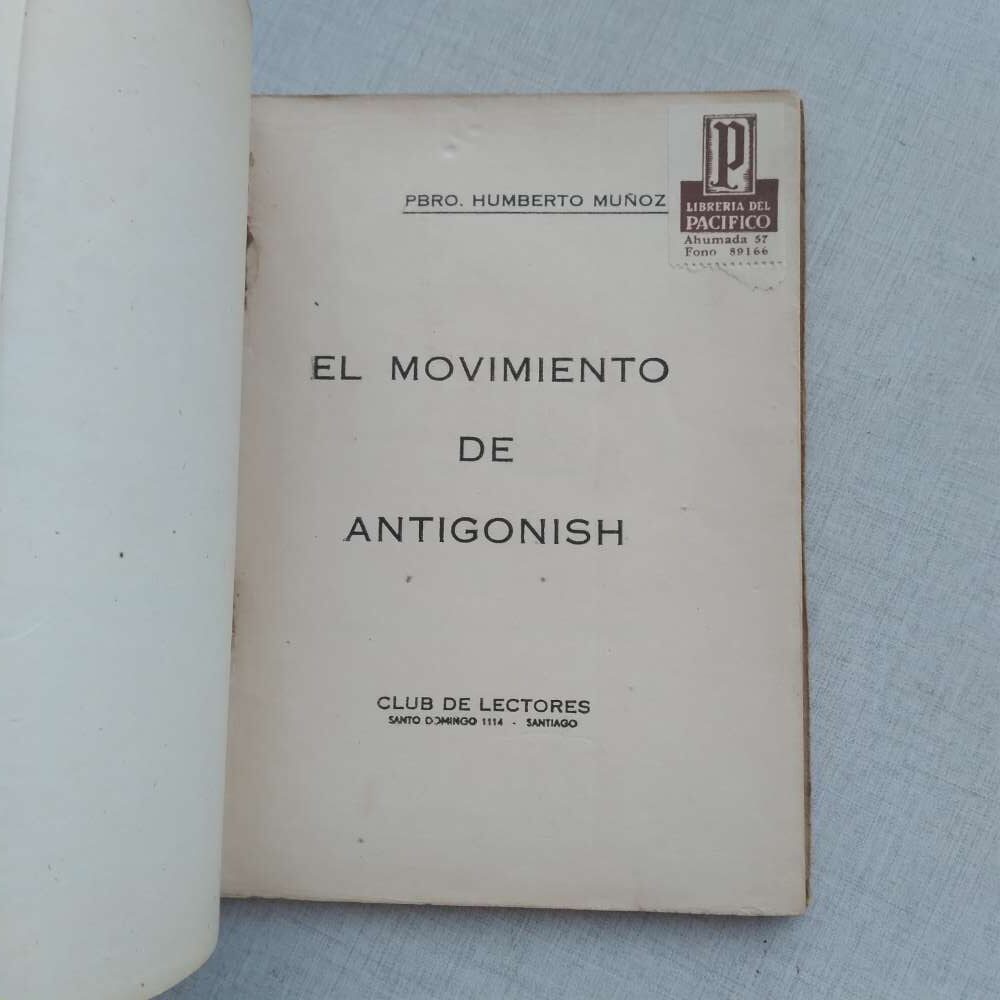 PBRO. HUMBERTO MUÑOZ
P
LIBRERIA DEL
PACIFICO
Ahumada 57
Fono 89166
EL MOVIMIENTO
DE
ANTIGONISH
CLUB DE LECTORES
SANTO DOMINGO 1114 - SANTIAGO